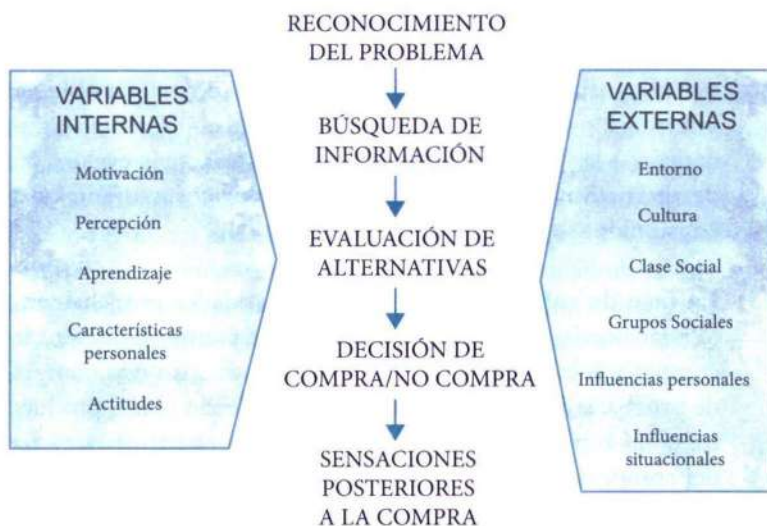 RECONOCIMIENTO
DEL PROBLEMA
BÚSQUEDA DE
INFORMACIÓN
EVALUACIÓN DE
ALTERNATIVAS
DECISIÓN DE
COMPRA/NO COMPRA
SENSACIONES
POSTERIORES
A LA COMPRA
VARIABLES
INTERNAS
Motivación
Percepción
Aprendizaje
Características
personales
Actitudes
VARIABLES
EXTERNAS
Entorno
Cultura
Clase Social
Grupos Sociales
Influencias personales
Influencias
situacionales